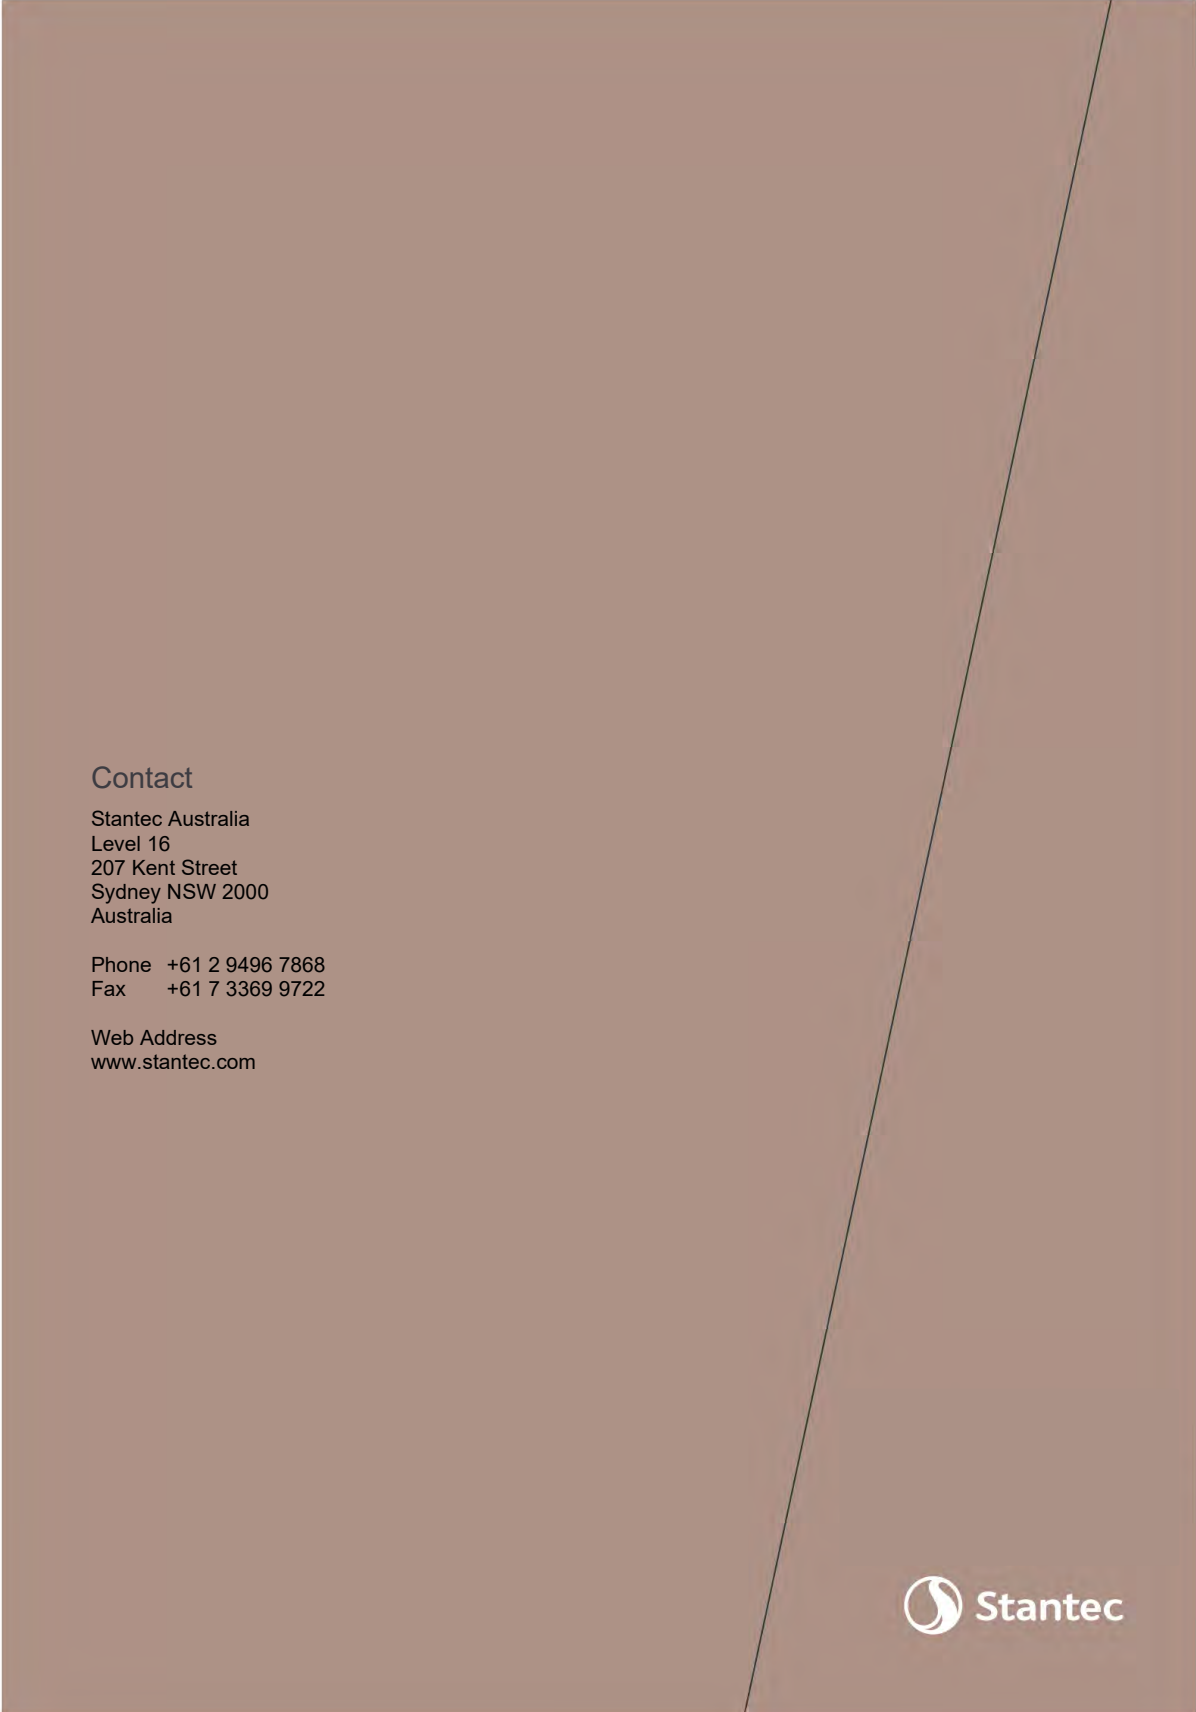 Contact
Stantec Australia
Level 16
207 Kent Street
Sydney NSW 2000
Australia
Phone +61 2 9496 7868
Fax +61 7 3369 9722
Web Address
www.stantec.com
Stantec